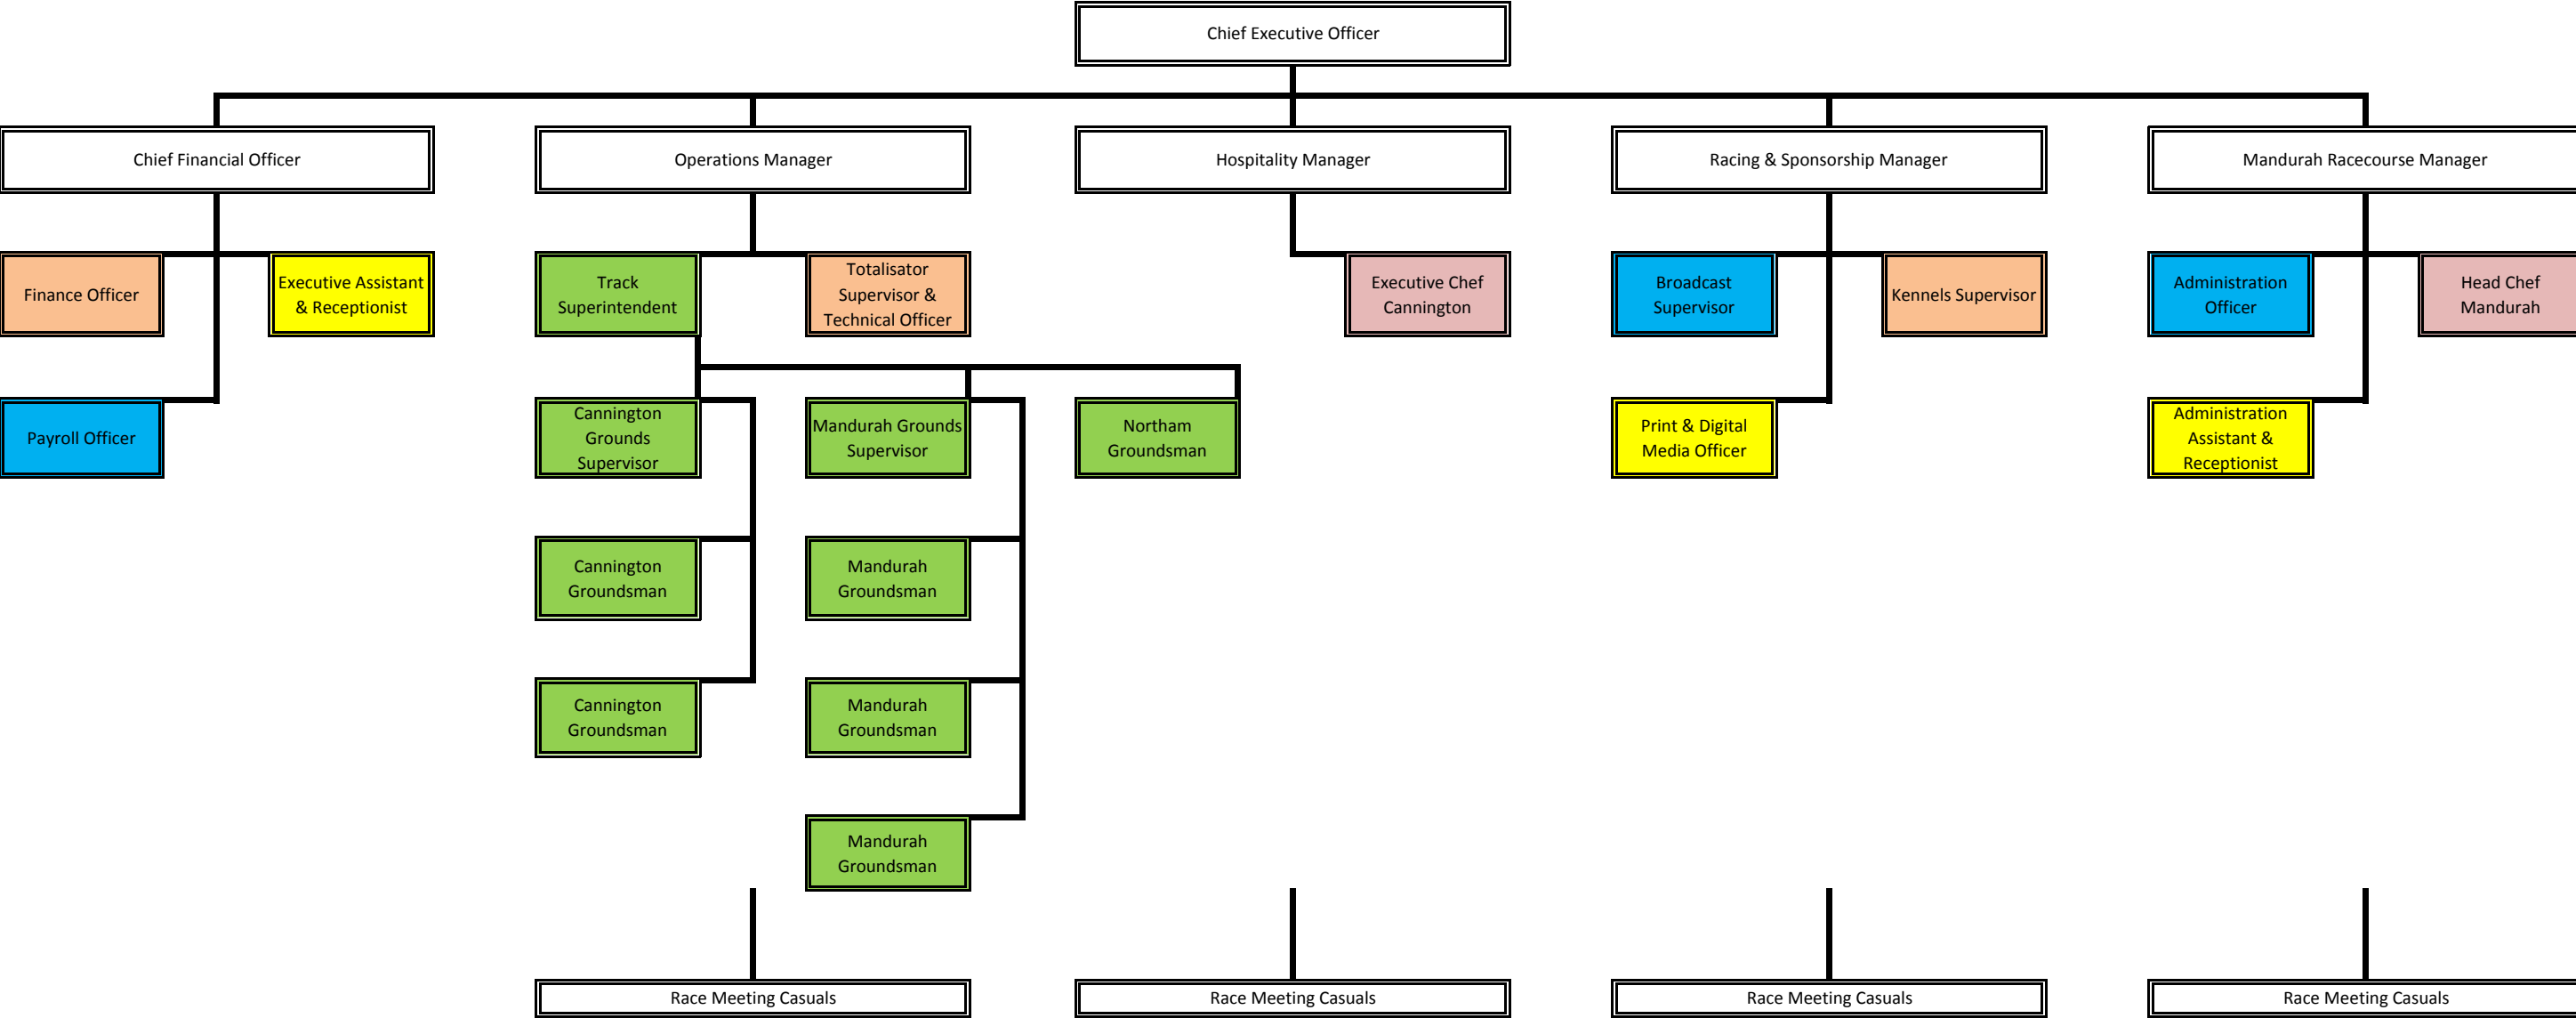 Chief Executive Officer
Chief Financial Officer
Operations Manager
Hospitality Manager
Racing & Sponsorship Manager
Mandurah Racecourse Manager
Finance Officer
Executive Assistant
& Receptionist
Track
Superintendent
Totalisator
Supervisor &
Technical Officer
Executive Chef
Cannington
Broadcast
Supervisor
Kennels Supervisor
Administration
Officer
Head Chef
Mandurah
Payroll Officer
Cannington
Grounds
Supervisor
Mandurah Grounds
Supervisor
Northam
Groundsman
Print & Digital
Media Officer
Administration
Assistant &
Receptionist
Cannington
Groundsman
Mandurah
Groundsman
Cannington
Groundsman
Mandurah
Groundsman
Mandurah
Groundsman
Race Meeting Casuals
Race Meeting Casuals
Race Meeting Casuals
Race Meeting Casuals